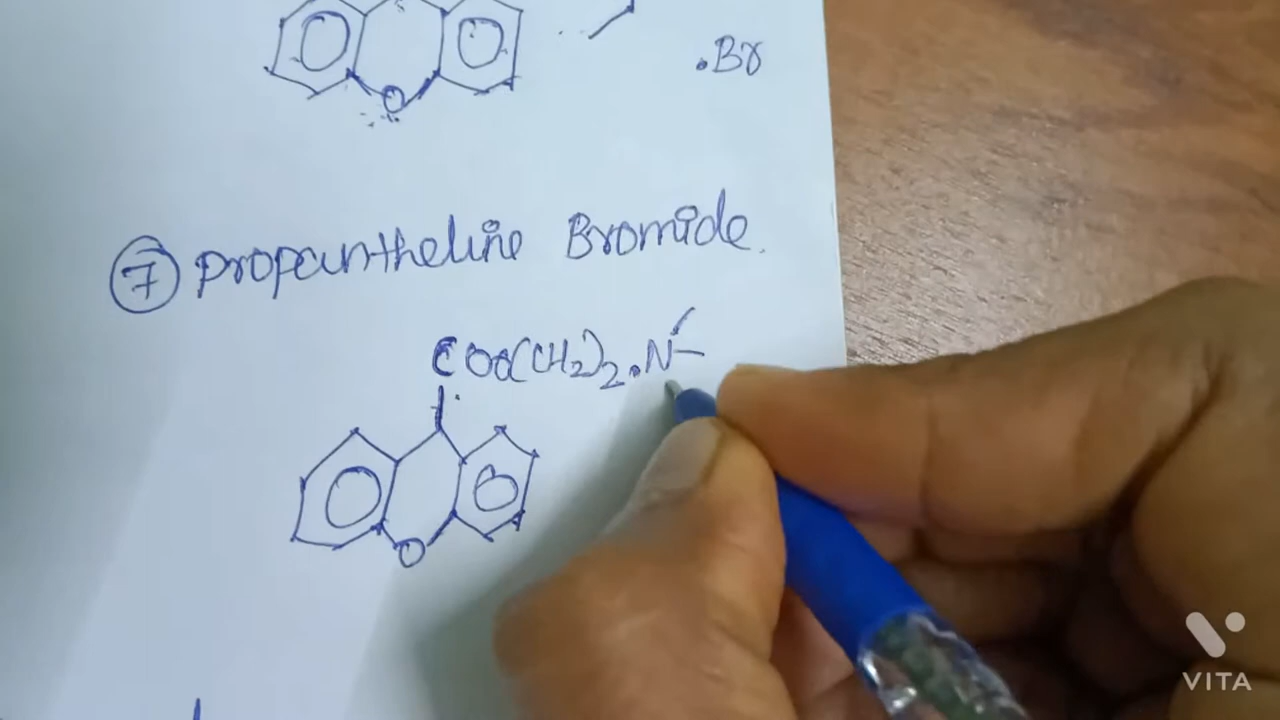 O
.Br
7 Propantheline Bromide.
COO(CH2)2.N
O
VITA